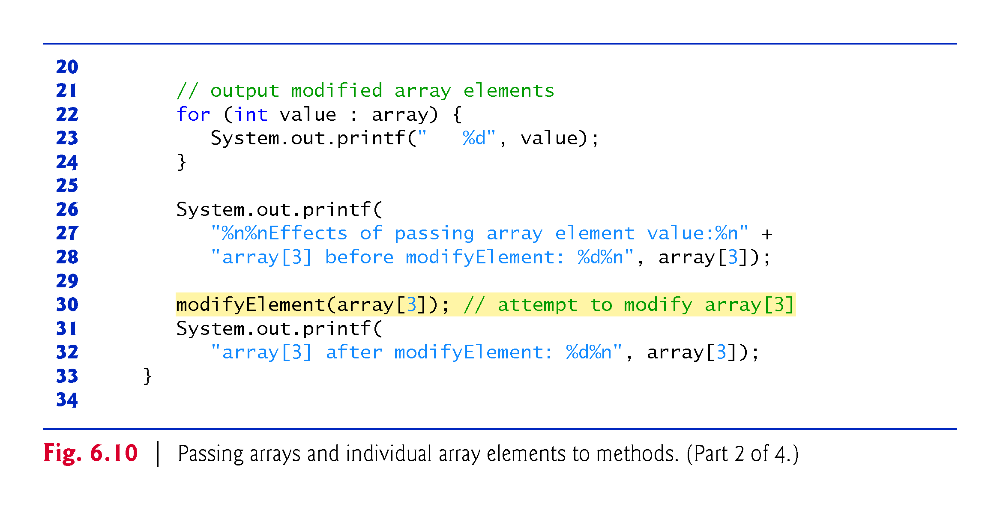 20
21 // output modified array elements
22 for (int value : array) {
23 System.out.printf("   %d", value);
24 }
25
26 System.out.printf(
27 "%n%nEffects of passing array element value:%n" +
28 "array[3] before modifyElement: %d%n", array[3]);
29
30 modifyElement(array[3]); // attempt to modify array[3]
31 System.out.printf(
32 "array[3] after modifyElement: %d%n", array[3]);
33 }
34
Fig. 6.10 | Passing arrays and individual array elements to methods. (Part 2 of 4.)